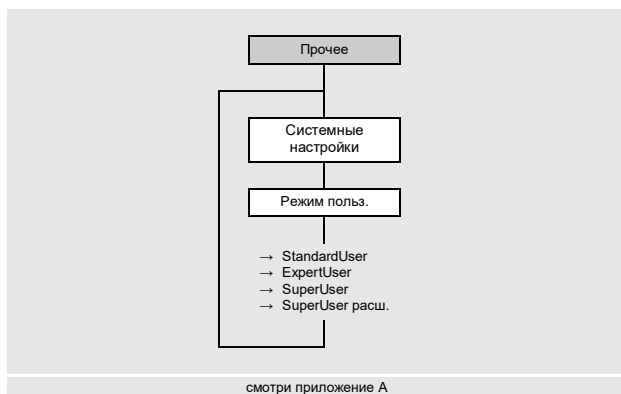 Прочее
Системные
настройки
Режим польз.
→ StandardUser
→ ExpertUser
→ SuperUser
→ SuperUser расш.
смотри приложение A